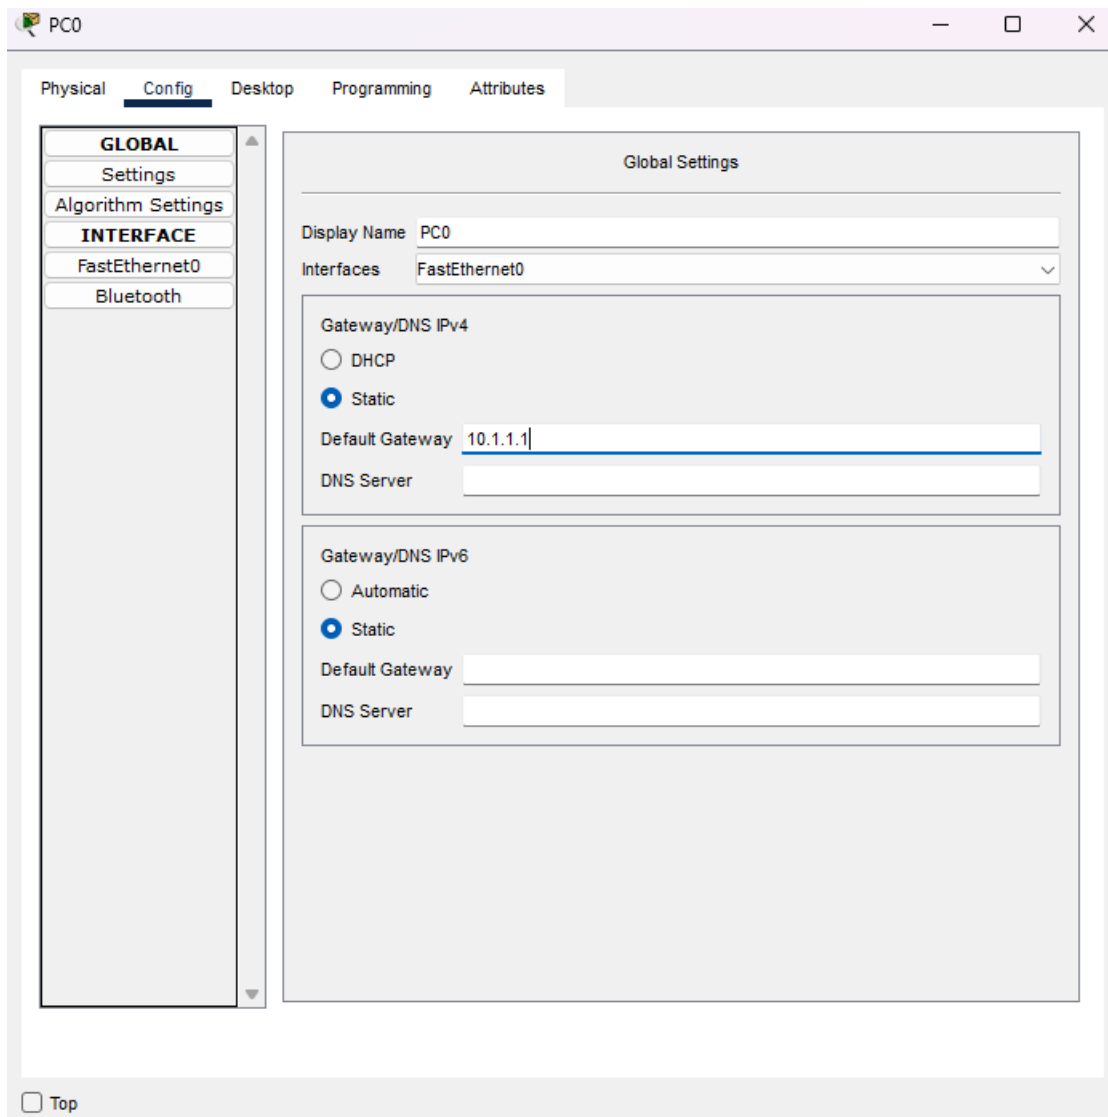 PC0
Physical Config Desktop Programming Attributes
GLOBAL
Settings
Algorithm Settings
INTERFACE
FastEthernet0
Bluetooth
Global Settings
Display Name PC0
Interfaces FastEthernet0
Gateway/DNS IPv4
DHCP
Static
Default Gateway 10.1.1.1
DNS Server
Gateway/DNS IPv6
Automatic
Static
Default Gateway
DNS Server
Top